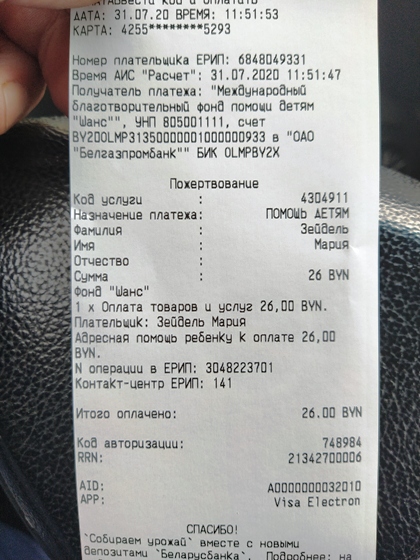 ввести код и оплатить
ДАТА: 31.07.20 ВРЕМЯ: 11:51:53
КАРТА: 4255********5293
Номер плательщика ЕРИП: 6848049331
Время АИС "Расчет": 31.07.2020 11:51:47
Получатель платежа: "Международный
благотворительный фонд помощи детям
"Шанс"", УНП 805001111, счет
BY20OLMP31350000001000000933 в "ОАО
"Белгазпромбанк"" БИК OLMPBY2X
Пожертвование
Код услуги : 4304911
Назначение платежа: ПОМОЩЬ ДЕТЯМ
Фамилия : Зейдель
Имя : Мария
Отчество :
Сумма : 26 BYN
Фонд "Шанс"
1 x Оплата товаров и услуг 26,00 BYN.
Плательщик: Зейдель Мария
Адресная помощь ребенку к оплате 26,00
BYN.
N операции в ЕРИП: 3048223701
Контакт-центр ЕРИП: 141
Итого оплачено: 26.00 BYN
Код авторизации: 748984
RRN: 21342700006
AID: A0000000032010
APP: Visa Electron
СПАСИБО!
`Собираем урожай` вместе с новыми
депозитами `Беларусбанка`. Подробнее: на